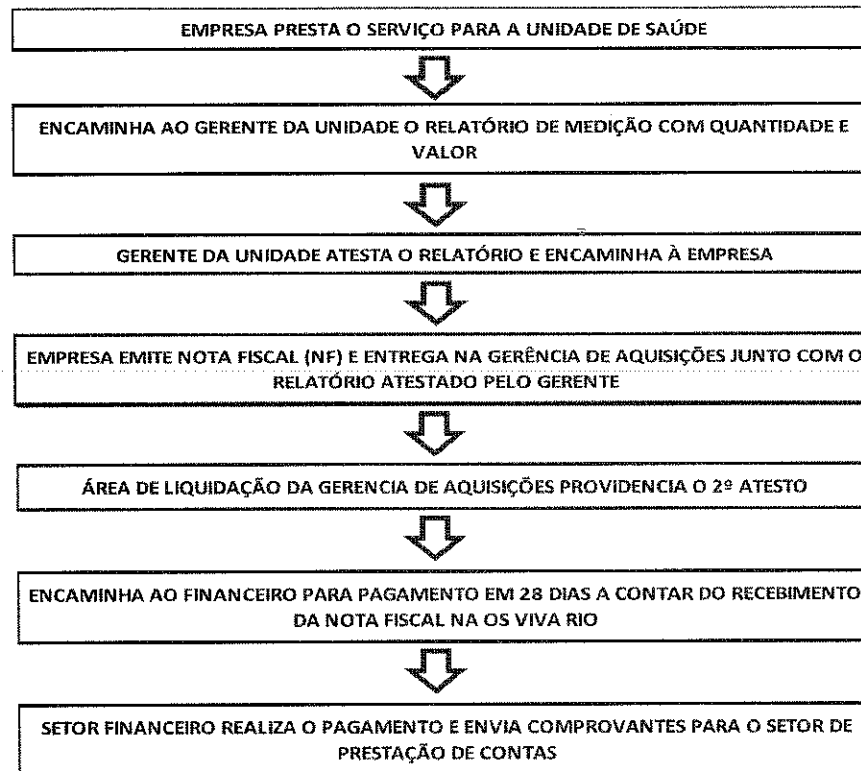 EMPRESA PRESTA O SERVIÇO PARA A UNIDADE DE SAÚDE
ENCAMINHA AO GERENTE DA UNIDADE O RELATÓRIO DE MEDIÇÃO COM QUANTIDADE E
VALOR
GERENTE DA UNIDADE ATESTA O RELATÓRIO E ENCAMINHA À EMPRESA
EMPRESA EMITE NOTA FISCAL (NF) E ENTREGA NA GERÊNCIA DE AQUISIÇÕES JUNTO COM O
RELATÓRIO ATESTADO PELO GERENTE
ÁREA DE LIQUIDAÇÃO DA GERENCIA DE AQUISIÇÕES PROVIDENCIA O 2º ATESTO
ENCAMINHA AO FINANCEIRO PARA PAGAMENTO EM 28 DIAS A CONTAR DO RECEBIMENTO
DA NOTA FISCAL NA OS VIVA RIO
SETOR FINANCEIRO REALIZA O PAGAMENTO E ENVIA COMPROVANTES PARA O SETOR DE
PRESTAÇÃO DE CONTAS